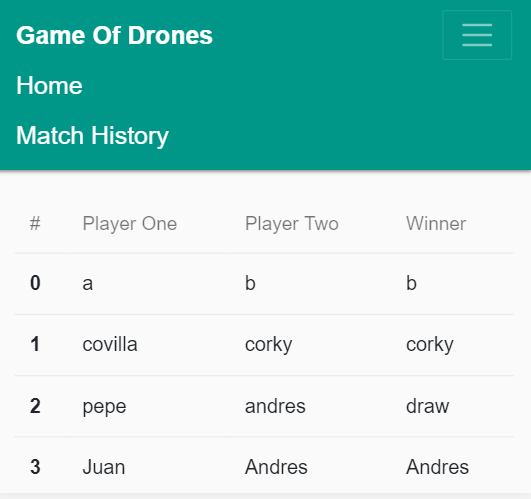 Game Of Drones
Home
Match History
# Player One Player Two Winner
0 a b b
1 covilla corky corky
2 pepe andres draw
3 Juan Andres Andres